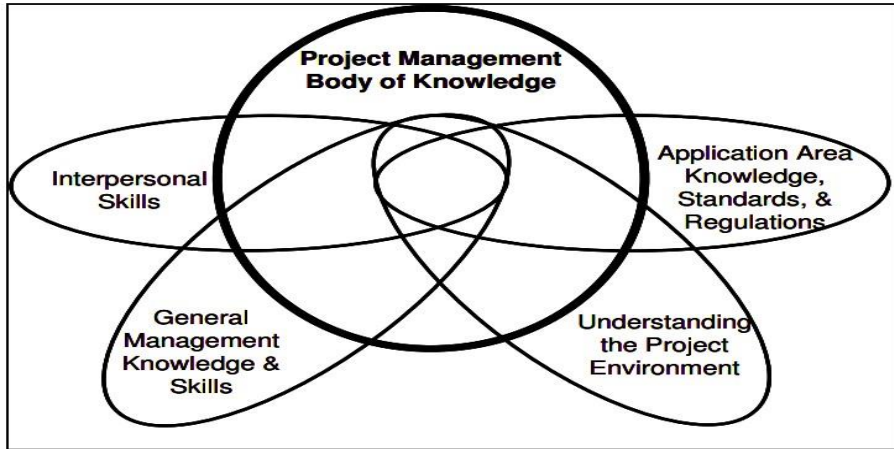 Project Management
Body of Knowledge
Interpersonal
Skills
Application Area
Knowledge,
Standards, &
Regulations
General
Management
Knowledge &
Skills
Understanding
the Project
Environment